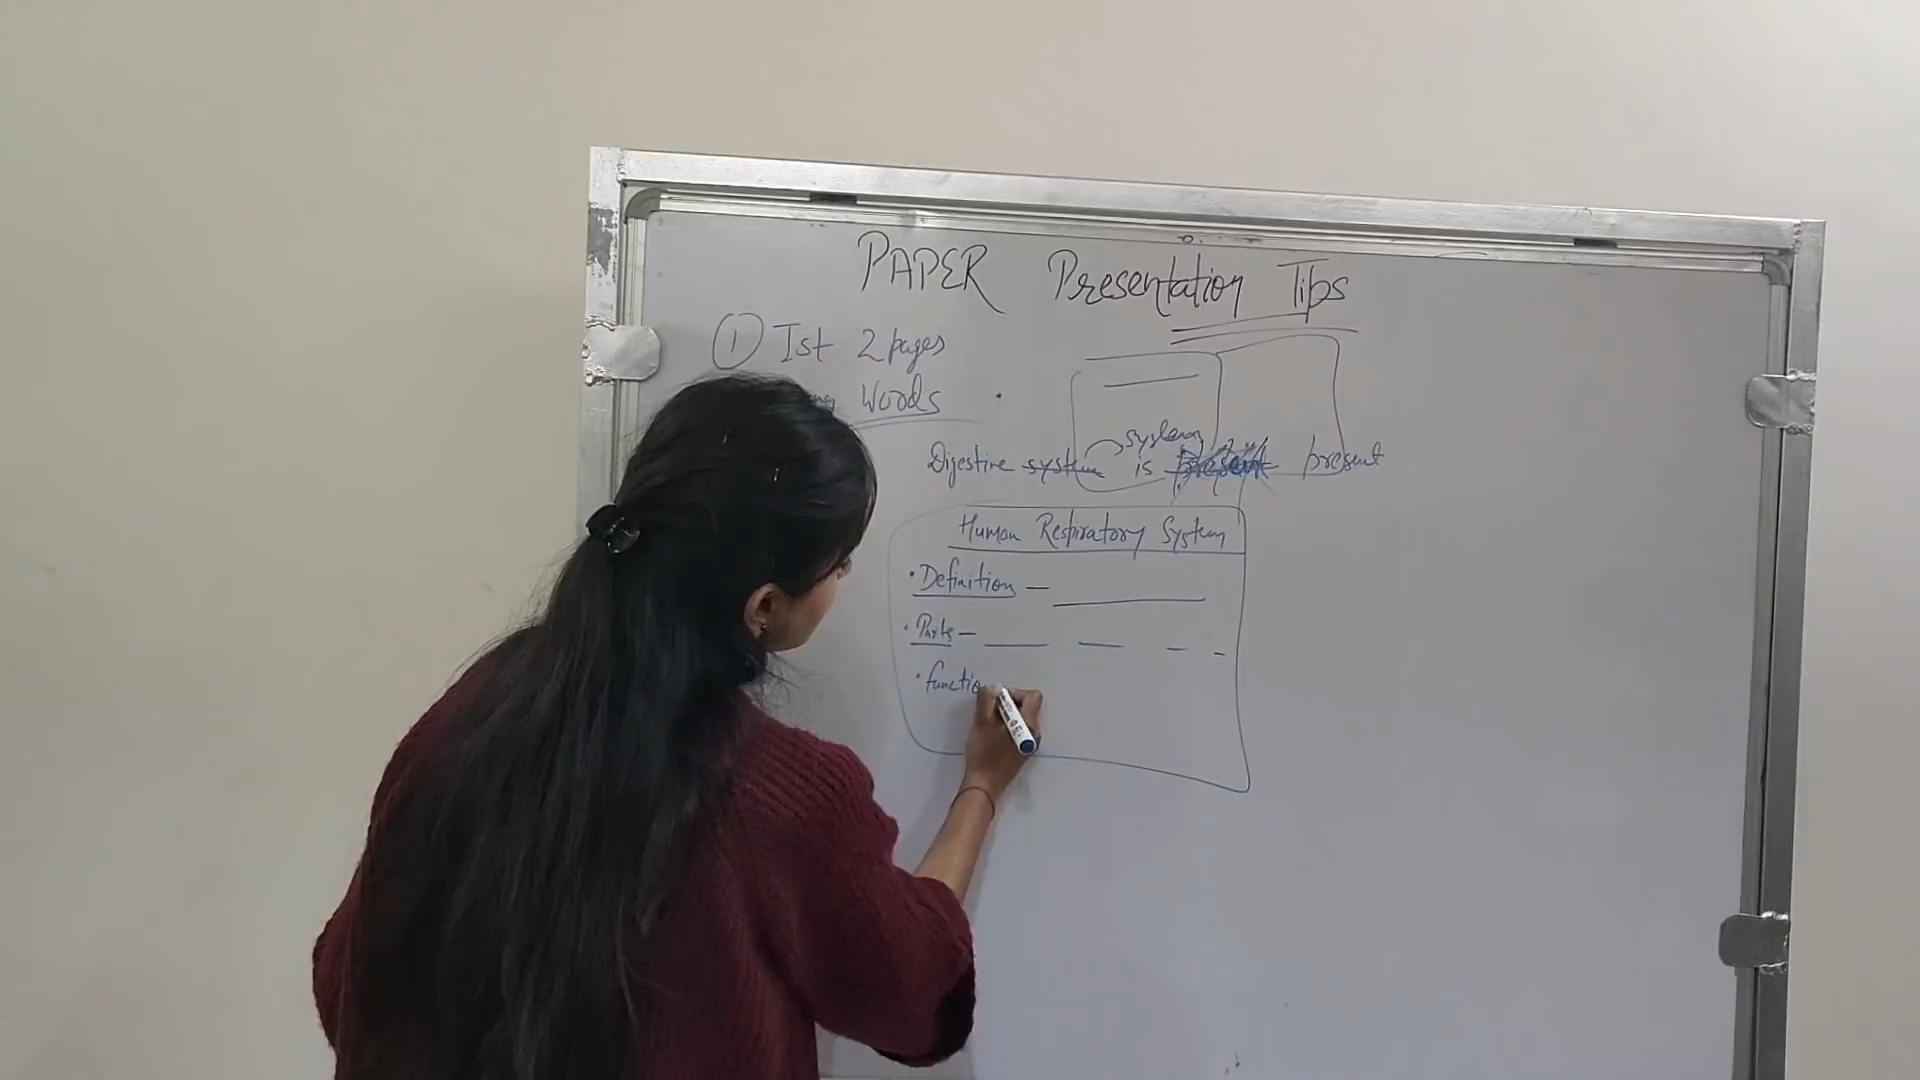 PAPER Presentation Tips
1 Ist 2 pages
Words
system
Digestive system is present present
Human Respiratory System
• Definition —
• Parts —
• functio